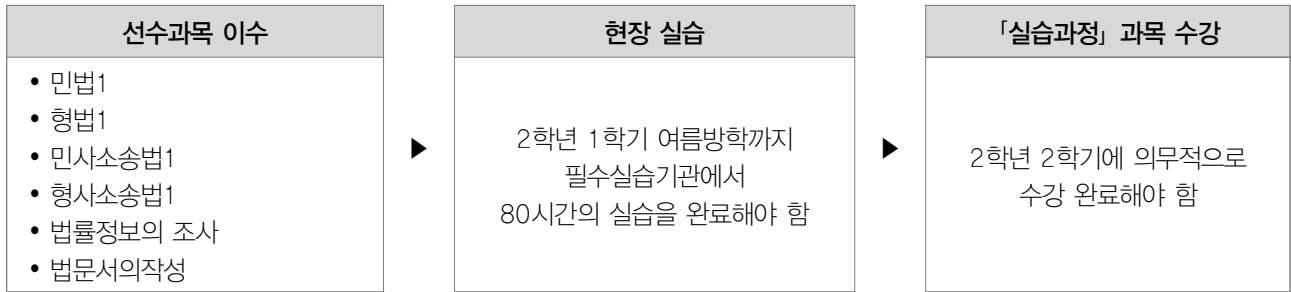 선수과목 이수
• 민법1
• 형법1
• 민사소송법1
• 형사소송법1
• 법률정보의 조사
• 법문서의작성
현장 실습
2학년 1학기 여름방학까지
필수실습기관에서
80시간의 실습을 완료해야 함
「실습과정」 과목 수강
2학년 2학기에 의무적으로
수강 완료해야 함